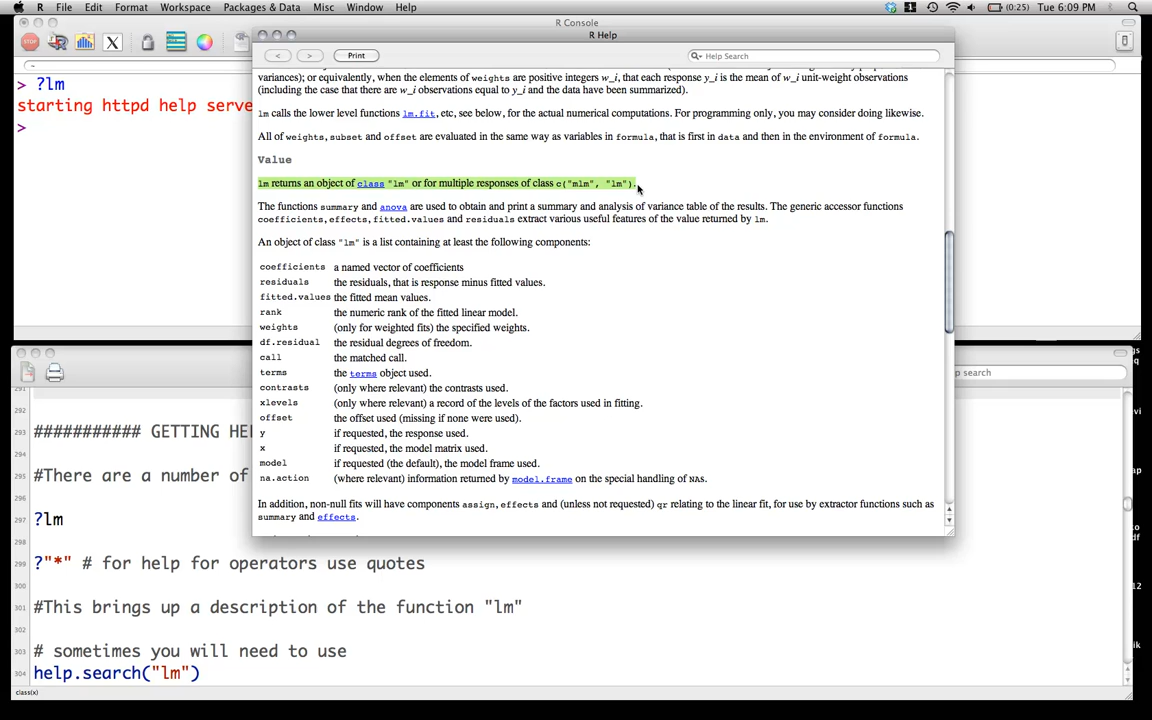 R File Edit Format Workspace Packages & Data Misc Window Help (0:25) Tue 6:09 PM
R Console
R Help
STOP R X
< > Print Help Search
> ?lm
starting httpd help serve
>
variances); or equivalently, when the elements of weights are positive integers w_i, that each response y_i is the mean of w_i unit-weight observations
(including the case that there are w_i observations equal to y_i and the data have been summarized).
lm calls the lower level functions lm.fit, etc, see below, for the actual numerical computations. For programming only, you may consider doing likewise.
All of weights, subset and offset are evaluated in the same way as variables in formula, that is first in data and then in the environment of formula.
Value
lm returns an object of class "lm" or for multiple responses of class c("mlm", "lm").
The functions summary and anova are used to obtain and print a summary and analysis of variance table of the results. The generic accessor functions
coefficients, effects, fitted.values and residuals extract various useful features of the value returned by lm.
An object of class "lm" is a list containing at least the following components:
coefficients a named vector of coefficients
residuals the residuals, that is response minus fitted values.
fitted.values the fitted mean values.
rank the numeric rank of the fitted linear model.
weights (only for weighted fits) the specified weights.
df.residual the residual degrees of freedom.
call the matched call.
terms the terms object used.
contrasts (only where relevant) the contrasts used.
xlevels (only where relevant) a record of the levels of the factors used in fitting.
offset the offset used (missing if none were used).
y if requested, the response used.
x if requested, the model matrix used.
model if requested (the default), the model frame used.
na.action (where relevant) information returned by model.frame on the special handling of NAs.
In addition, non-null fits will have components assign, effects and (unless not requested) qr relating to the linear fit, for use by extractor functions such as
summary and effects.
p search
291
292
293 ########### GETTING HE
294
295 #There are a number of
296
297 ?lm
298
299 ?"*" # for help for operators use quotes
300
301 #This brings up a description of the function "lm"
302
303 # sometimes you will need to use
304 help.search("lm")
class(x)